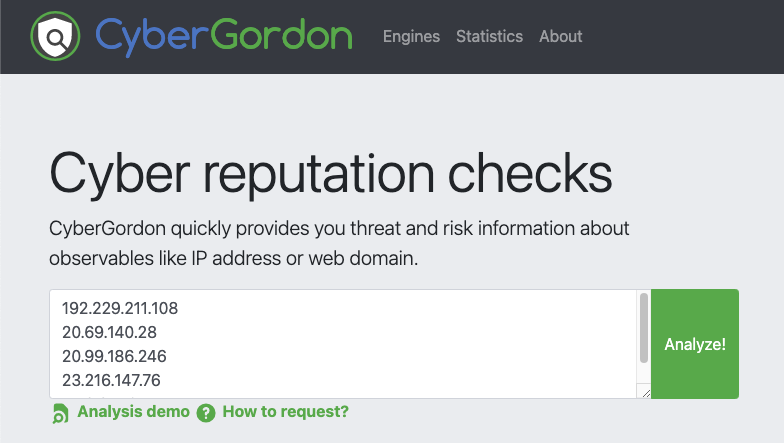 CyberGordon
Engines Statistics About
Cyber reputation checks
CyberGordon quickly provides you threat and risk information about
observables like IP address or web domain.
192.229.211.108
20.69.140.28
20.99.186.246
23.216.147.76
Analyze!
Analysis demo ? How to request?